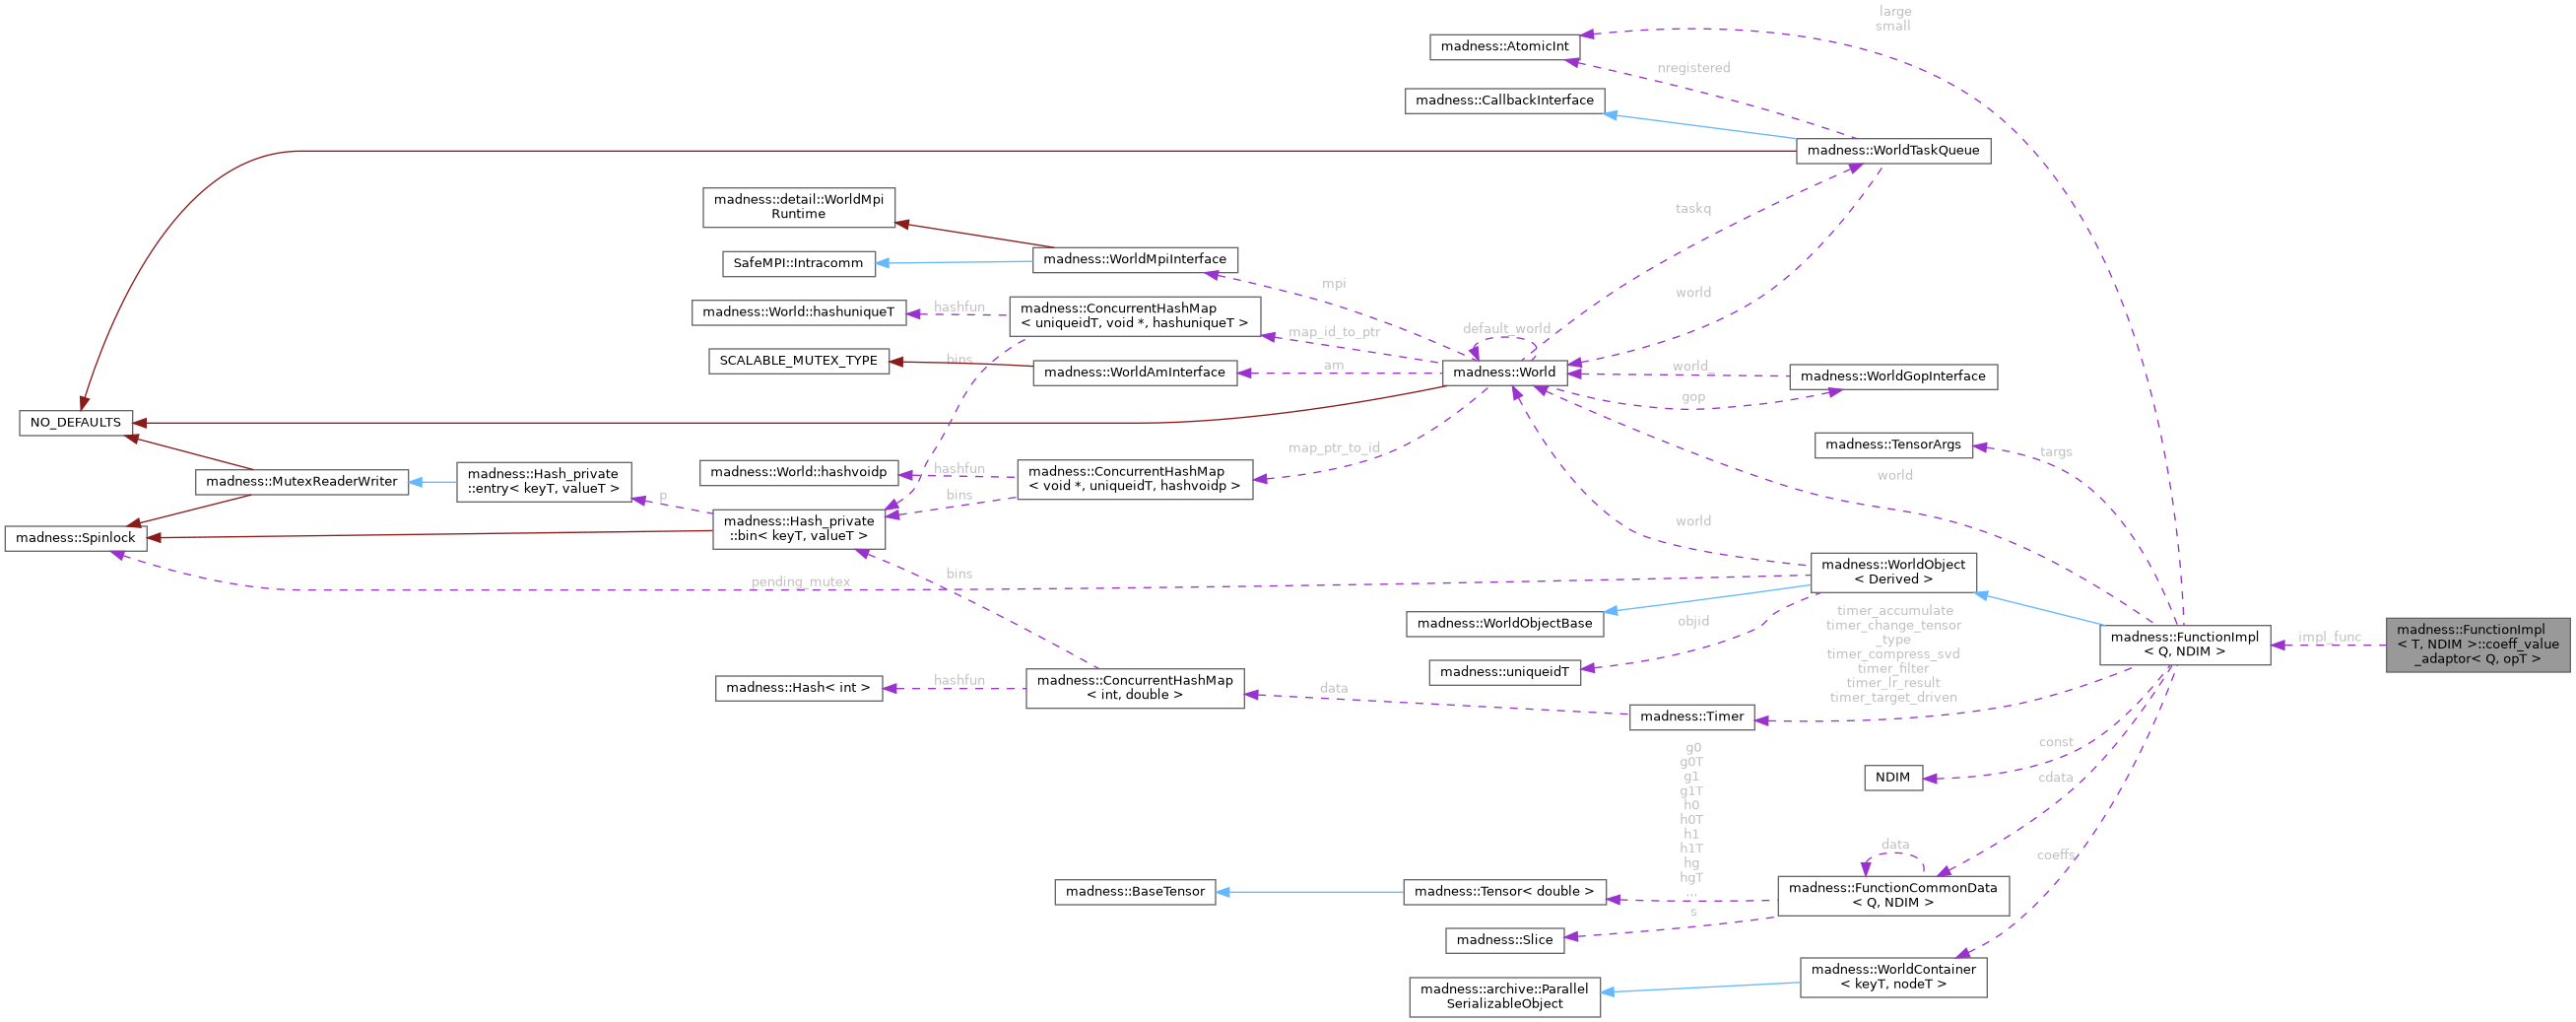 large
small
madness::AtomicInt
nregistered
madness::CallbackInterface
madness::WorldTaskQueue
madness::detail::WorldMpi
Runtime
taskq
madness::WorldMpiInterface
SafeMPI::Intracomm
mpi
world
madness::World::hashuniqueT
hashfun
madness::ConcurrentHashMap
< uniqueidT, void *, hashuniqueT >
map_id_to_ptr
default_world
SCALABLE_MUTEX_TYPE
bins
madness::WorldAmInterface
am
madness::World
world_
madness::WorldGopInterface
gop
NO_DEFAULTS
madness::TensorArgs
targs
map_ptr_to_id
madness::MutexReaderWriter
madness::Hash_private
::entry< keyT, valueT >
p
madness::World::hashvoidp
hashfun
madness::ConcurrentHashMap
< void *, uniqueidT, hashvoidp >
bins
world
madness::Spinlock
madness::Hash_private
::bin< keyT, valueT >
world
pending_mutex
bins
madness::WorldObject
< Derived >
madness::WorldObjectBase
objid
timer_accumulate
timer_change_tensor
_type
timer_compress_svd
timer_filter
timer_lr_result
timer_target_driven
madness::FunctionImpl
< Q, NDIM >
impl_func
madness::FunctionImpl
< T, NDIM >::coeff_value
_adaptor< Q, opT >
madness::uniqueidT
madness::Hash< int >
hashfun
madness::ConcurrentHashMap
< int, double >
data
madness::Timer
const
NDIM
cdata
g0
g0T
g1
g1T
h0
h0T
h1
h1T
hg
hgT
...
s
data
coeffs
madness::BaseTensor
madness::Tensor< double >
madness::FunctionCommonData
< Q, NDIM >
madness::Slice
madness::WorldContainer
< keyT, nodeT >
madness::archive::Parallel
SerializableObject